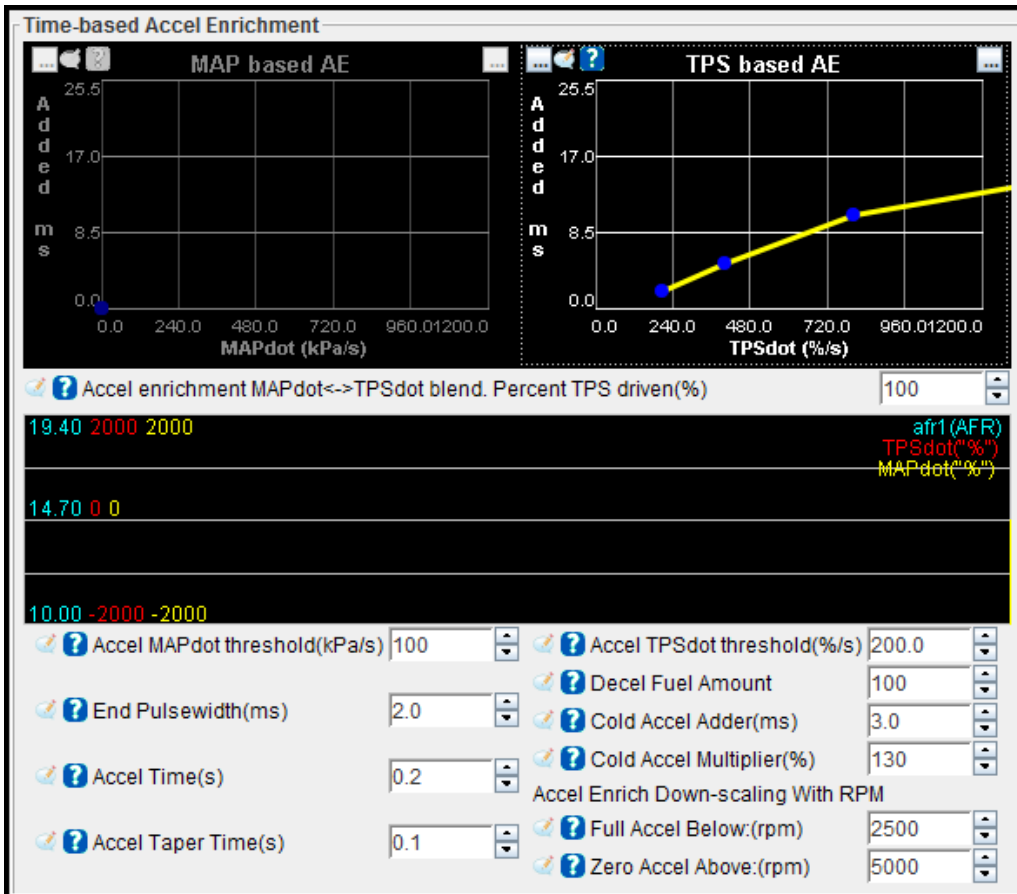 Time-based Accel Enrichment
... ? MAP based AE ...
Added ms
25.5
17.0
8.5
0.0
0.0 240.0 480.0 720.0 960.01200.0
MAPdot (kPa/s)
... ? TPS based AE ...
Added ms
25.5
17.0
8.5
0.0
0.0 240.0 480.0 720.0 960.01200.0
TPSdot (%/s)
? Accel enrichment MAPdot<->TPSdot blend. Percent TPS driven(%) 100
19.40 2000 2000 afr1(AFR)
TPSdot("%")
MAPdot("%")
14.70 0 0
10.00 -2000 -2000
? Accel MAPdot threshold(kPa/s) 100
? End Pulsewidth(ms) 2.0
? Accel Time(s) 0.2
? Accel Taper Time(s) 0.1
? Accel TPSdot threshold(%/s) 200.0
? Decel Fuel Amount 100
? Cold Accel Adder(ms) 3.0
? Cold Accel Multiplier(%) 130
Accel Enrich Down-scaling With RPM
? Full Accel Below:(rpm) 2500
? Zero Accel Above:(rpm) 5000